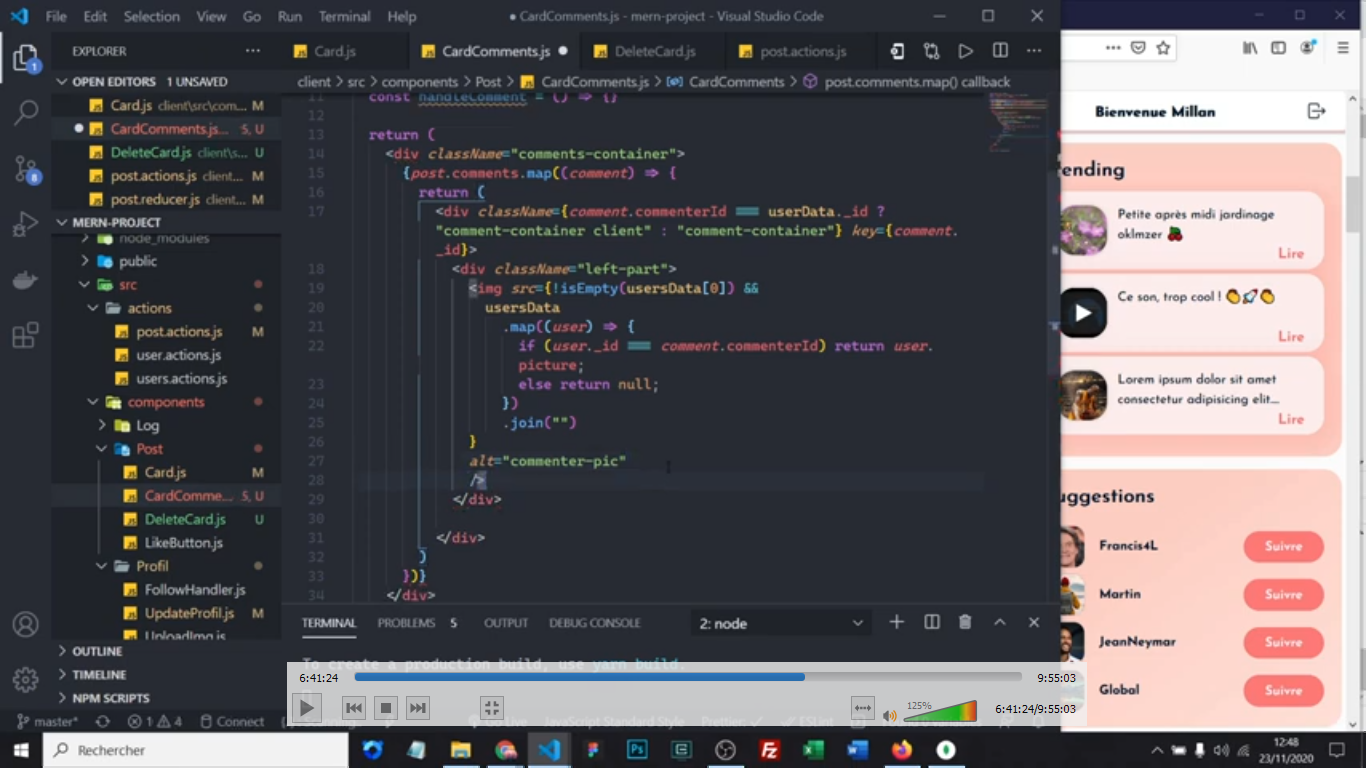 File Edit Selection View Go Run Terminal Help
● CardComments.js - mern-project - Visual Studio Code
EXPLORER
OPEN EDITORS 1 UNSAVED
Card.js client\src\com... M
CardComments.js... 5, U
DeleteCard.js client\s... U
post.actions.js client... M
post.reducer.js client... M
MERN-PROJECT
node_modules
public
src
actions
post.actions.js M
user.actions.js
users.actions.js
components
Log
Post
Card.js M
CardComme... 5, U
DeleteCard.js U
LikeButton.js
Profil
FollowHandler.js
UpdateProfil.js M
UploadImg.js
OUTLINE
TIMELINE
NPM SCRIPTS
Card.js CardComments.js DeleteCard.js post.actions.js
client > src > components > Post > CardComments.js > CardComments > post.comments.map() callback
11 const handleComment = () => {}
12
13 return (
14 <div className="comments-container">
15 {post.comments.map((comment) => {
16 return (
17 <div className={comment.commenterId === userData._id ?
"comment-container client" : "comment-container"} key={comment.
_id}>
18 <div className="left-part">
19 <img src={!isEmpty(usersData[0]) &&
20 usersData
21 .map((user) => {
22 if (user._id === comment.commenterId) return user.
picture;
23 else return null;
24 })
25 .join("")
26 }
27 alt="commenter-pic"
28 />
29 </div>
30
31 </div>
32 )
33 })}
34 </div>
TERMINAL PROBLEMS 5 OUTPUT DEBUG CONSOLE 2: node
To create a production build, use yarn build.
6:41:24 9:55:03
125%
6:41:24/9:55:03
master* 1 4 Connect
Go Live JavaScript Standard Style Prettier ESLint
Bienvenue Millan
ending
Petite après midi jardinage
oklmzer 🍒
Lire
Ce son, trop cool ! 👏🚀👏
Lire
Lorem ipsum dolor sit amet
consectetur adipisicing elit...
Lire
uggestions
Francis4L Suivre
Martin Suivre
JeanNeymar Suivre
Global Suivre
Rechercher
12:48
23/11/2020